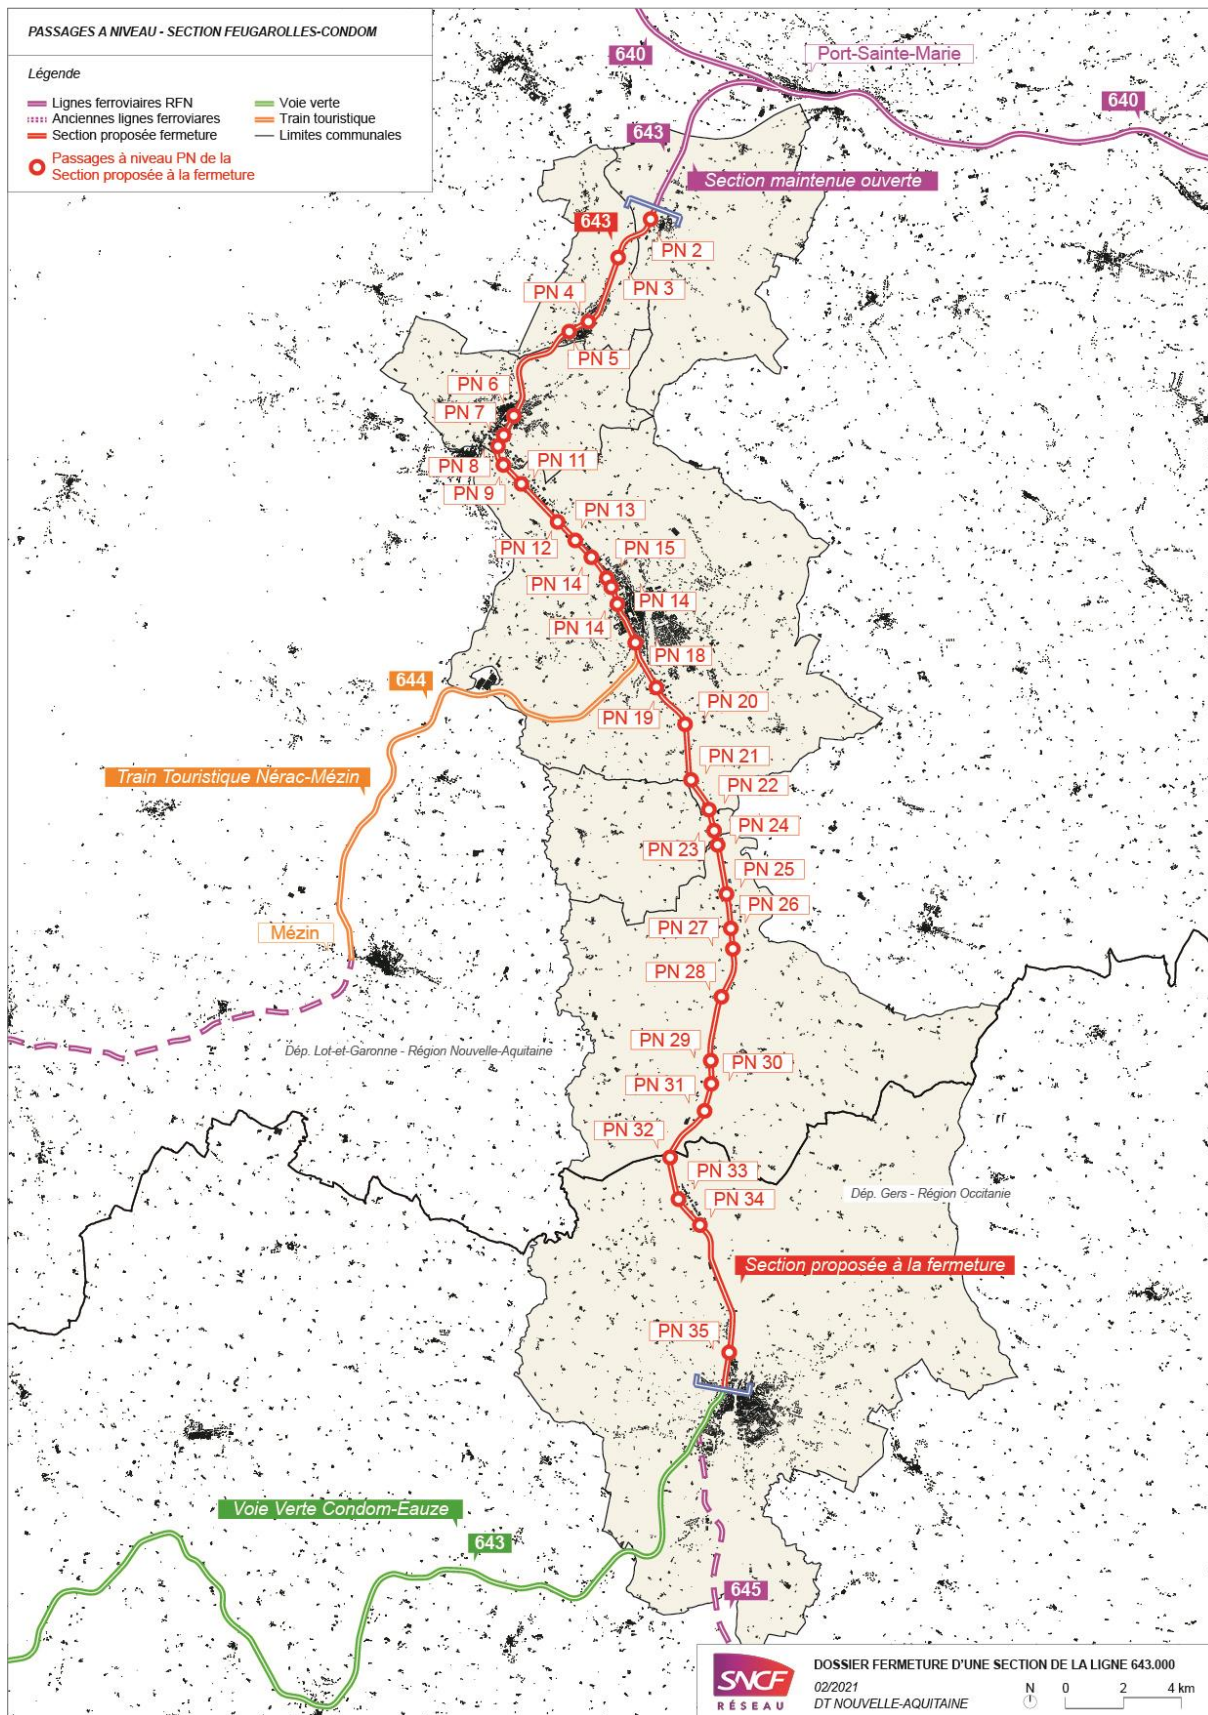 PASSAGES A NIVEAU - SECTION FEUGAROLLES-CONDOM
Légende
Lignes ferroviaires RFN
Anciennes lignes ferroviares
Section proposée fermeture
Passages à niveau PN de la
Section proposée à la fermeture
Voie verte
Train touristique
Limites communales
640
Port-Sainte-Marie
640
643
Section maintenue ouverte
643
PN 2
PN 3
PN 4
PN 5
PN 6
PN 7
PN 8
PN 11
PN 9
PN 13
PN 12
PN 15
PN 14
PN 14
PN 14
PN 18
644
PN 19
PN 20
PN 21
Train Touristique Nérac-Mézin
PN 22
PN 24
PN 23
PN 25
PN 26
PN 27
Mézin
PN 28
PN 29
Dép. Lot-et-Garonne - Région Nouvelle-Aquitaine
PN 30
PN 31
PN 32
PN 33
Dép. Gers - Région Occitanie
PN 34
Section proposée à la fermeture
PN 35
Voie Verte Condom-Eauze
643
645
SNCF
RÉSEAU
DOSSIER FERMETURE D'UNE SECTION DE LA LIGNE 643.000
02/2021
DT NOUVELLE-AQUITAINE
N
0 2 4 km